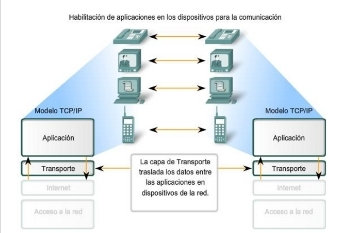 Habilitación de aplicaciones en los dispositivos para la comunicación
Modelo TCP/IP
Modelo TCP/IP
Aplicación
Aplicación
Transporte
La capa de Transporte
traslada los datos entre
las aplicaciones en
dispositivos de la red.
Transporte
Internet
Internet
Acceso a la red
Acceso a la red